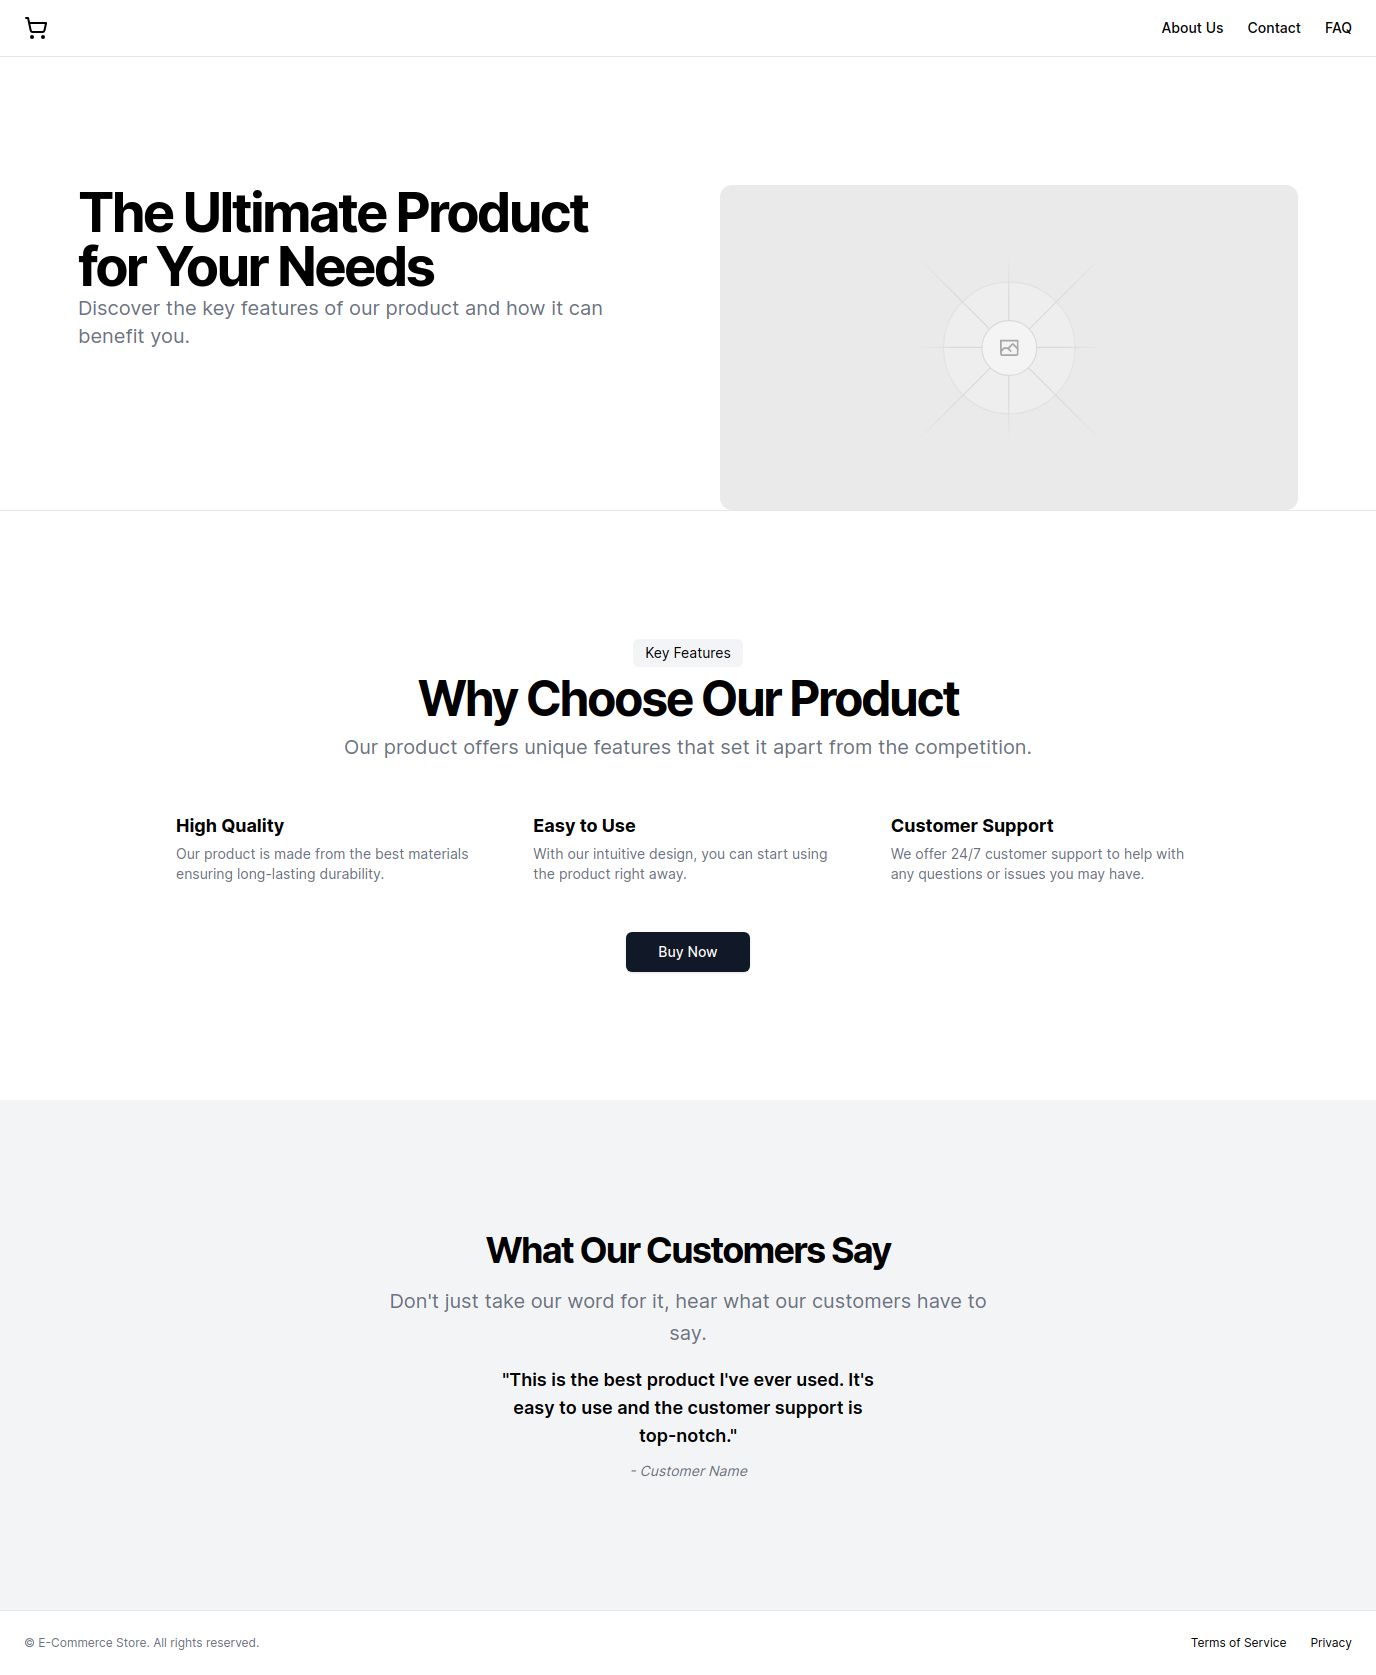 About Us
Contact
FAQ
The Ultimate Product
for Your Needs
Discover the key features of our product and how it can
benefit you.
Key Features
Why Choose Our Product
Our product offers unique features that set it apart from the competition.
High Quality
Our product is made from the best materials
ensuring long-lasting durability.
Easy to Use
With our intuitive design, you can start using
the product right away.
Customer Support
We offer 24/7 customer support to help with
any questions or issues you may have.
Buy Now
What Our Customers Say
Don't just take our word for it, hear what our customers have to
say.
"This is the best product I've ever used. It's
easy to use and the customer support is
top-notch."
- Customer Name
© E-Commerce Store. All rights reserved.
Terms of Service
Privacy